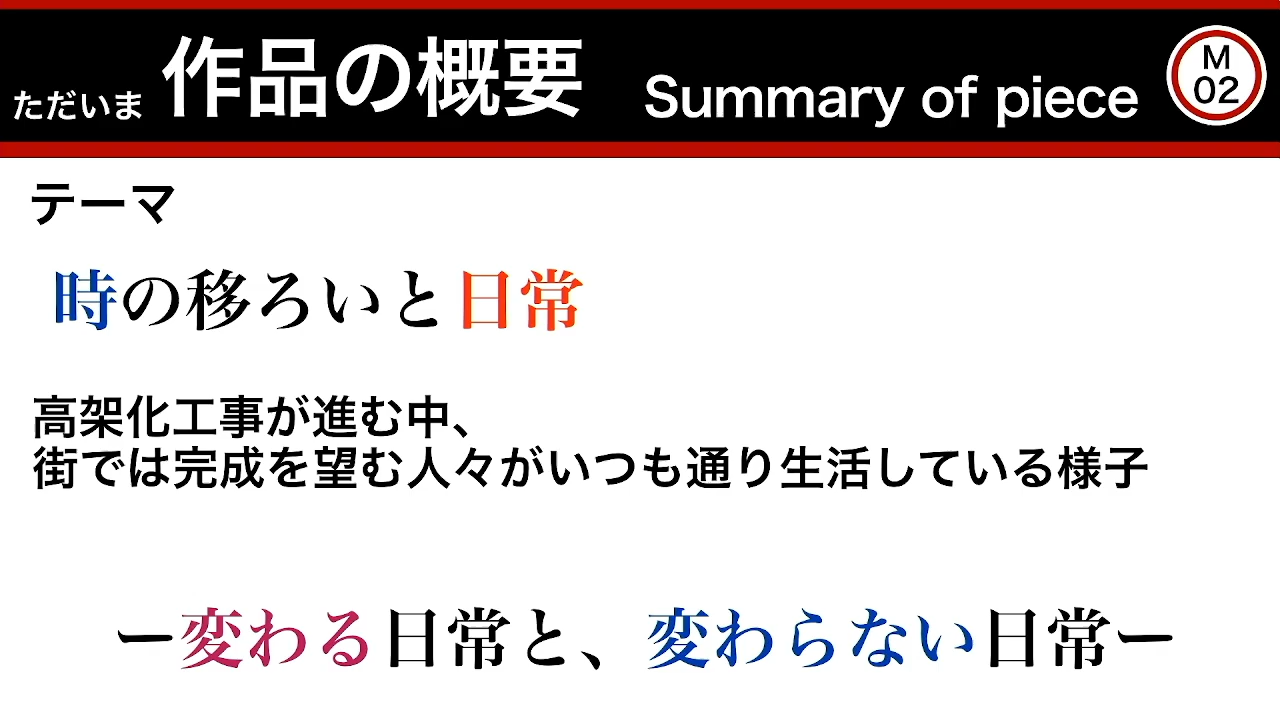 ただいま 作品の概要 Summary of piece
M
02
テーマ
時の移ろいと日常
高架化工事が進む中、
街では完成を望む人々がいつも通り生活している様子
ー変わる日常と、変わらない日常ー